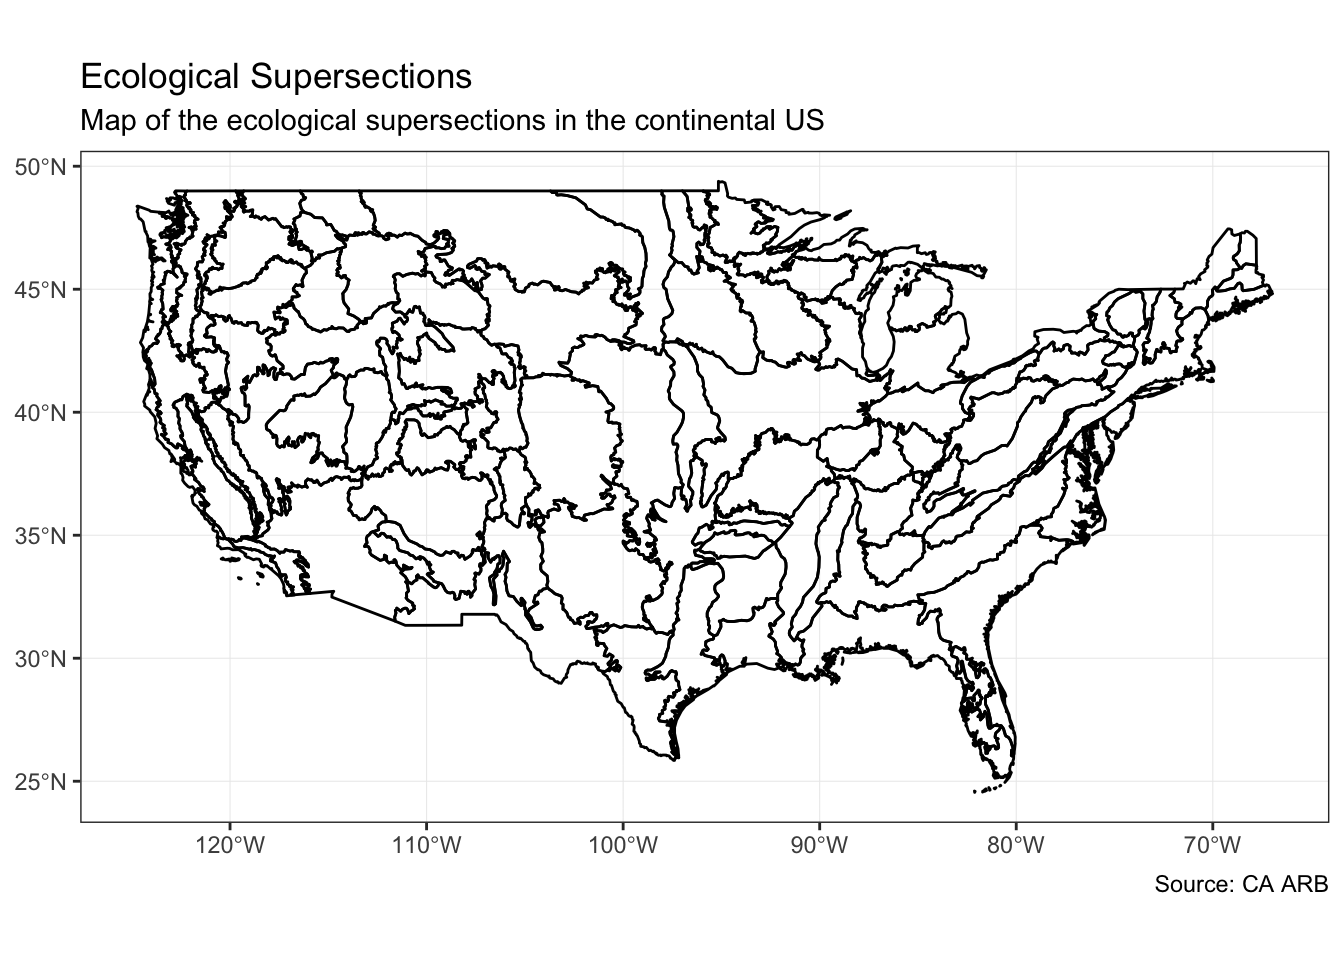 Ecological Supersections
Map of the ecological supersections in the continental US
50°N
45°N
40°N
35°N
30°N
25°N
120°W 110°W 100°W 90°W 80°W 70°W
Source: CA ARB